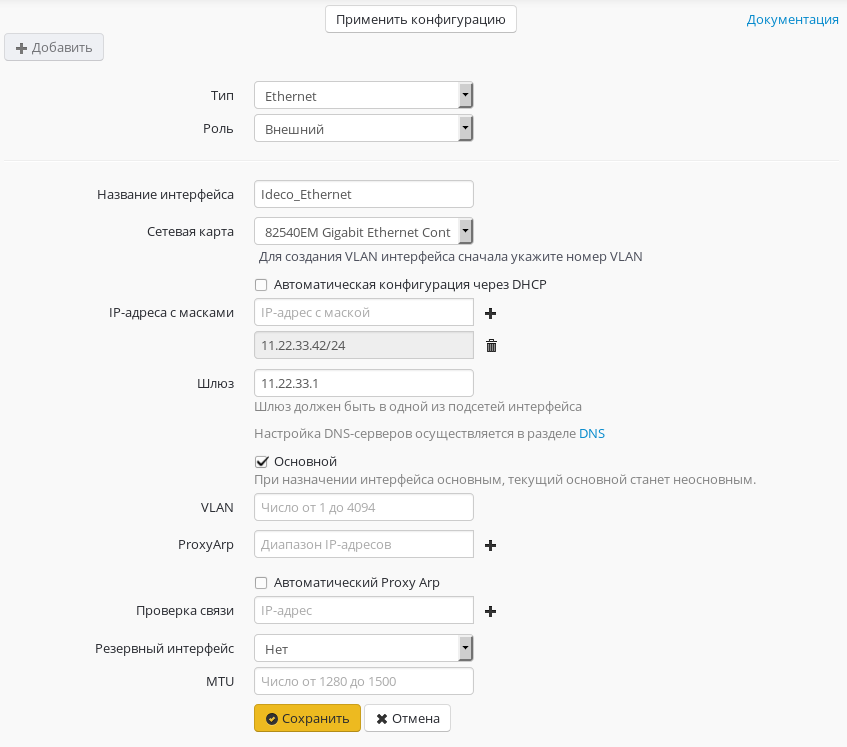 Применить конфигурацию
Документация
Добавить
Тип Ethernet
Роль Внешний
Название интерфейса Ideco_Ethernet
Сетевая карта 82540EM Gigabit Ethernet Cont
Для создания VLAN интерфейса сначала укажите номер VLAN
Автоматическая конфигурация через DHCP
IP-адреса с масками IP-адрес с маской
11.22.33.42/24
Шлюз 11.22.33.1
Шлюз должен быть в одной из подсетей интерфейса
Настройка DNS-серверов осуществляется в разделе DNS
Основной
При назначении интерфейса основным, текущий основной станет неосновным.
VLAN Число от 1 до 4094
ProxyArp Диапазон IP-адресов
Автоматический Proxy Arp
Проверка связи IP-адрес
Резервный интерфейс Нет
MTU Число от 1280 до 1500
Сохранить Отмена